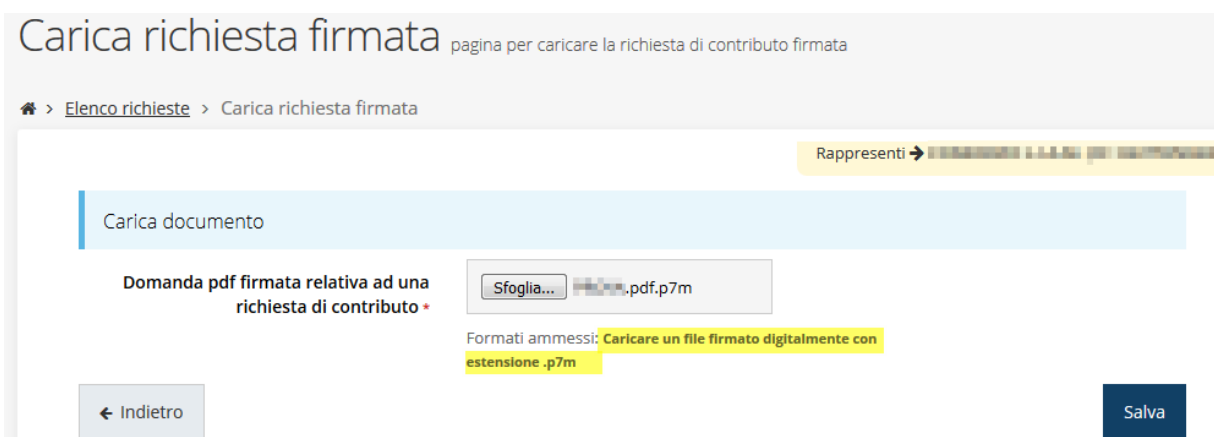 Carica richiesta firmata pagina per caricare la richiesta di contributo firmata
> Elenco richieste > Carica richiesta firmata
Rappresenti
Carica documento
Domanda pdf firmata relativa ad una
richiesta di contributo *
Sfoglia... .pdf.p7m
Formati ammessi: Caricare un file firmato digitalmente con
estensione .p7m
Indietro
Salva